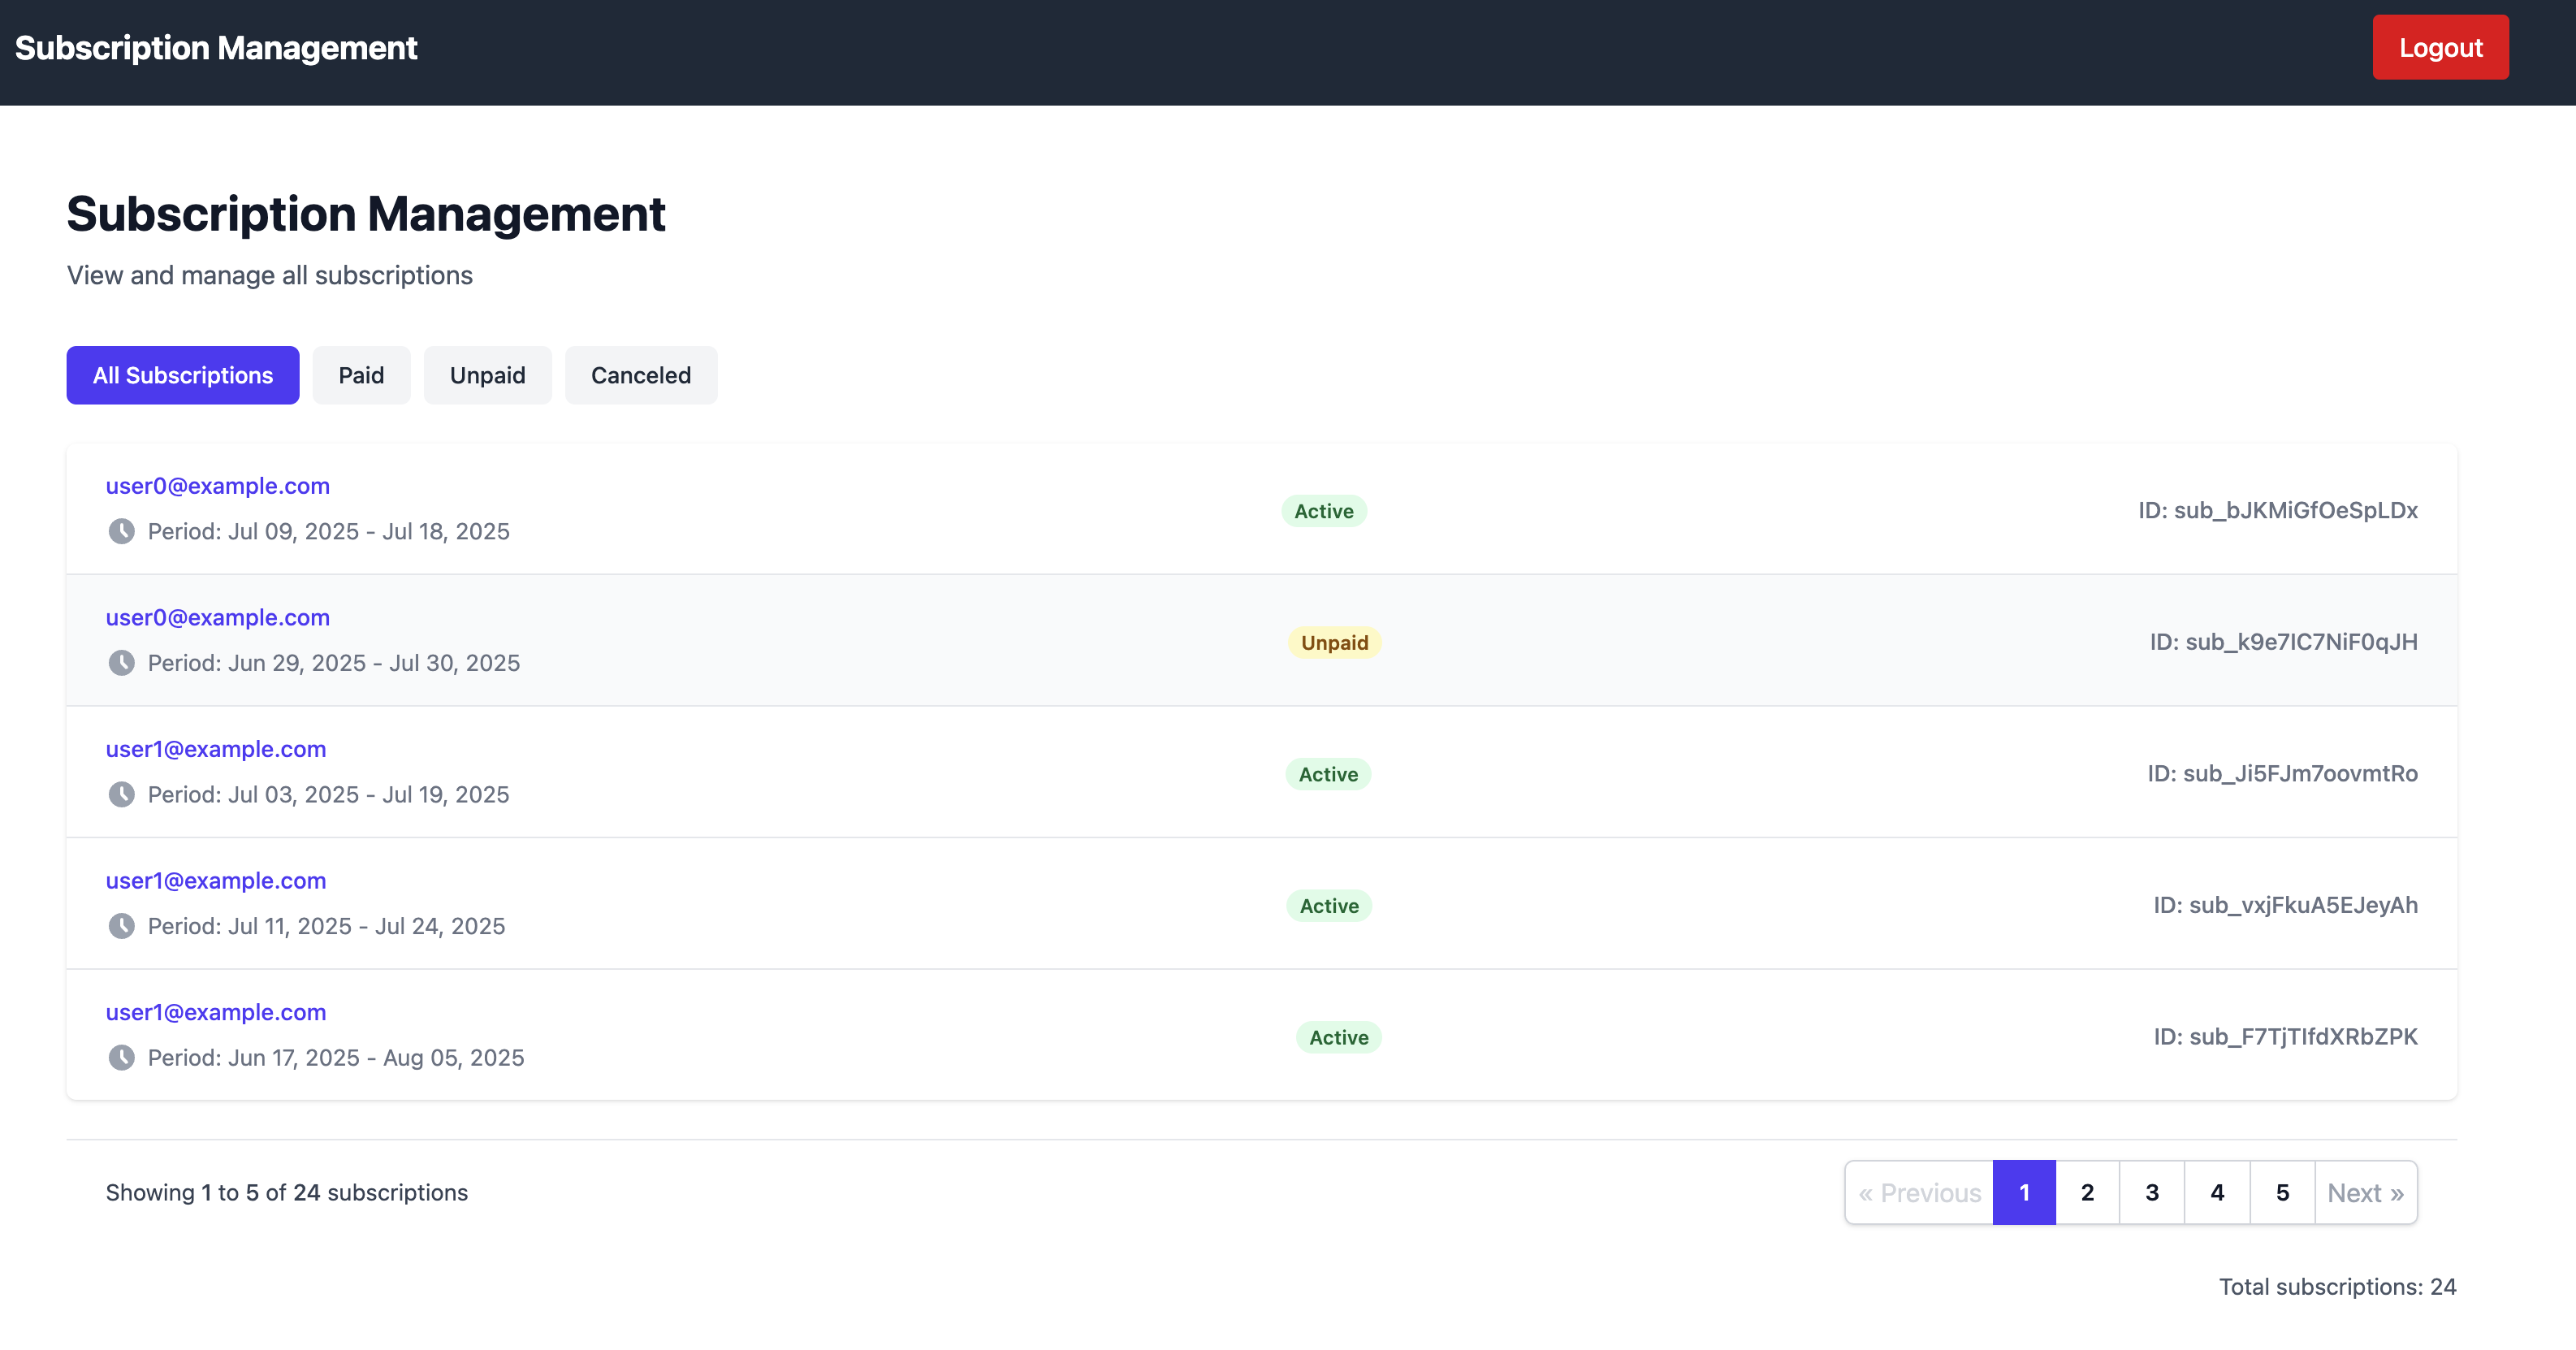 Subscription Management
Logout
Subscription Management
View and manage all subscriptions
All Subscriptions Paid Unpaid Canceled
user0@example.com
Period: Jul 09, 2025 - Jul 18, 2025
Active
ID: sub_bJKMiGfOeSpLDx
user0@example.com
Period: Jun 29, 2025 - Jul 30, 2025
Unpaid
ID: sub_k9e7IC7NiF0qJH
user1@example.com
Period: Jul 03, 2025 - Jul 19, 2025
Active
ID: sub_Ji5FJm7oovmtRo
user1@example.com
Period: Jul 11, 2025 - Jul 24, 2025
Active
ID: sub_vxjFkuA5EJeyAh
user1@example.com
Period: Jun 17, 2025 - Aug 05, 2025
Active
ID: sub_F7TjTIfdXRbZPK
Showing 1 to 5 of 24 subscriptions
« Previous 1 2 3 4 5 Next »
Total subscriptions: 24